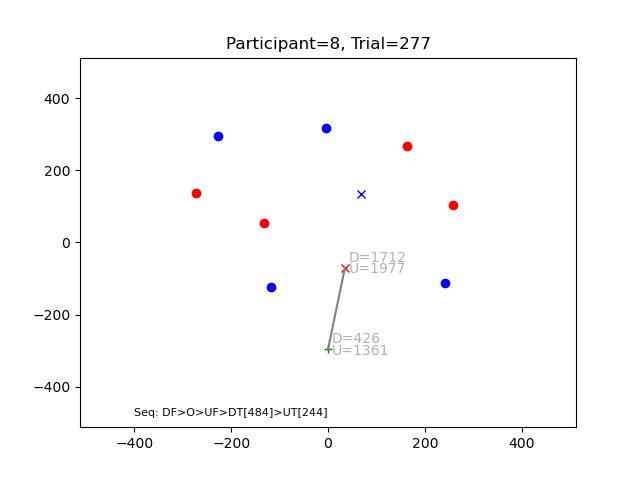 Participant=8, Trial=277
400
200
0
−200
−400
D=1712
U=1977
D=426
U=1361
Seq: DF>O>UF>DT[484]>UT[244]
−400
−200
0
200
400